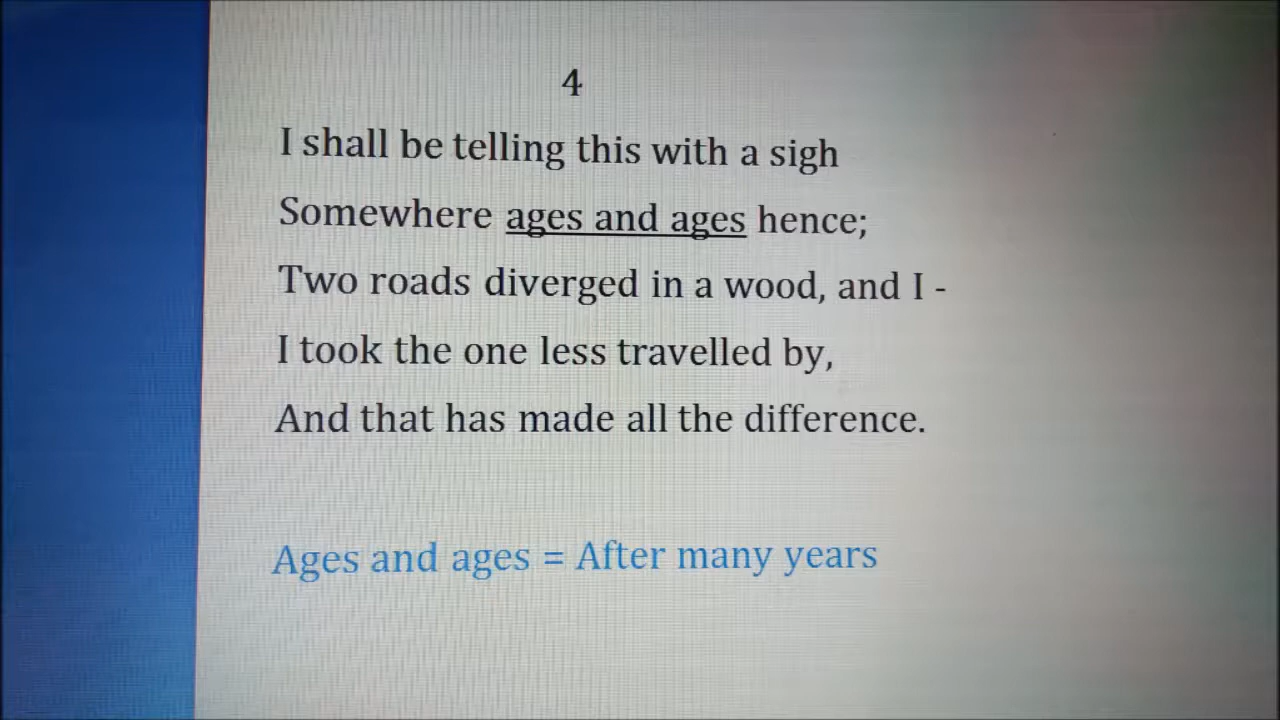 4
I shall be telling this with a sigh
Somewhere ages and ages hence;
Two roads diverged in a wood, and I -
I took the one less travelled by,
And that has made all the difference.
Ages and ages = After many years